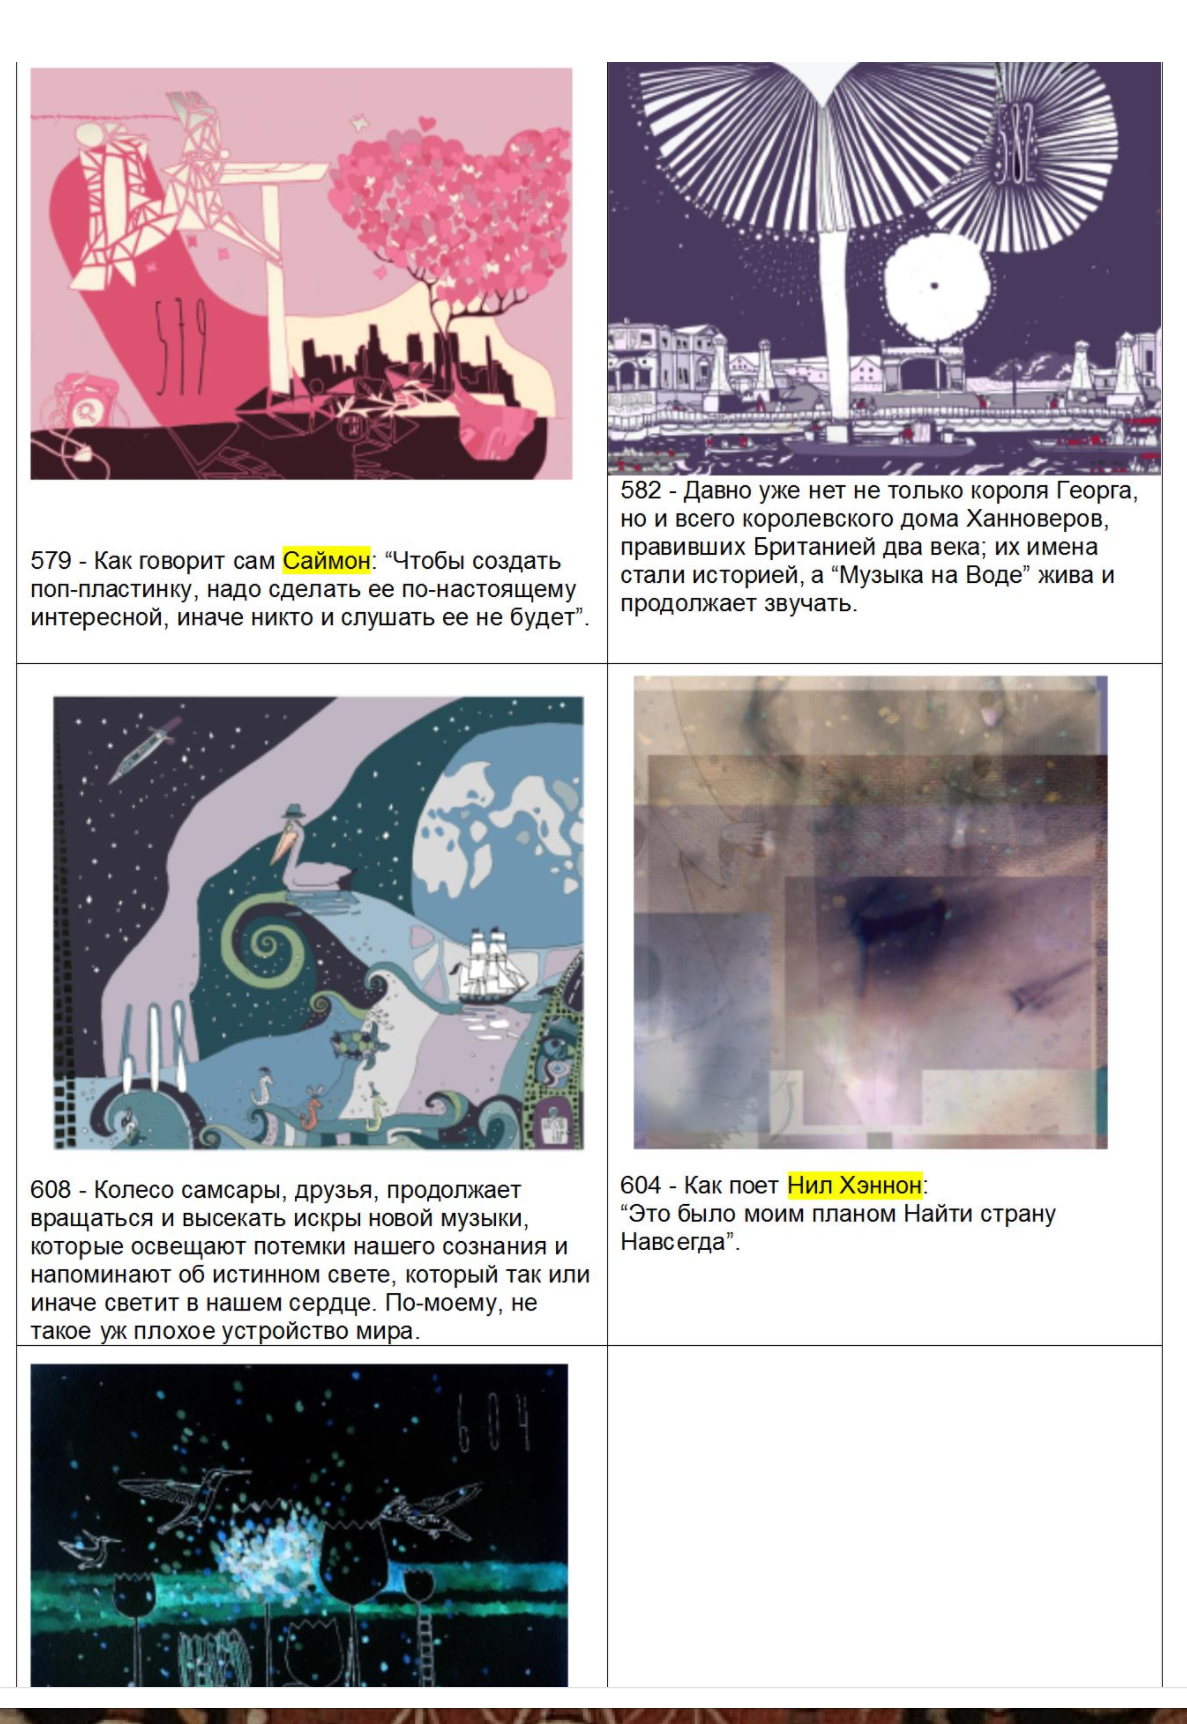 579
582
579 - Как говорит сам Саймон: “Чтобы создать
поп-пластинку, надо сделать ее по-настоящему
интересной, иначе никто и слушать ее не будет”.
582 - Давно уже нет не только короля Георга,
но и всего королевского дома Ханноверов,
правивших Британией два века; их имена
стали историей, а “Музыка на Воде” жива и
продолжает звучать.
608 - Колесо самсары, друзья, продолжает
вращаться и высекать искры новой музыки,
которые освещают потемки нашего сознания и
напоминают об истинном свете, который так или
иначе светит в нашем сердце. По-моему, не
такое уж плохое устройство мира.
604 - Как поет Нил Хэннон:
“Это было моим планом Найти страну
Навсегда”.
604